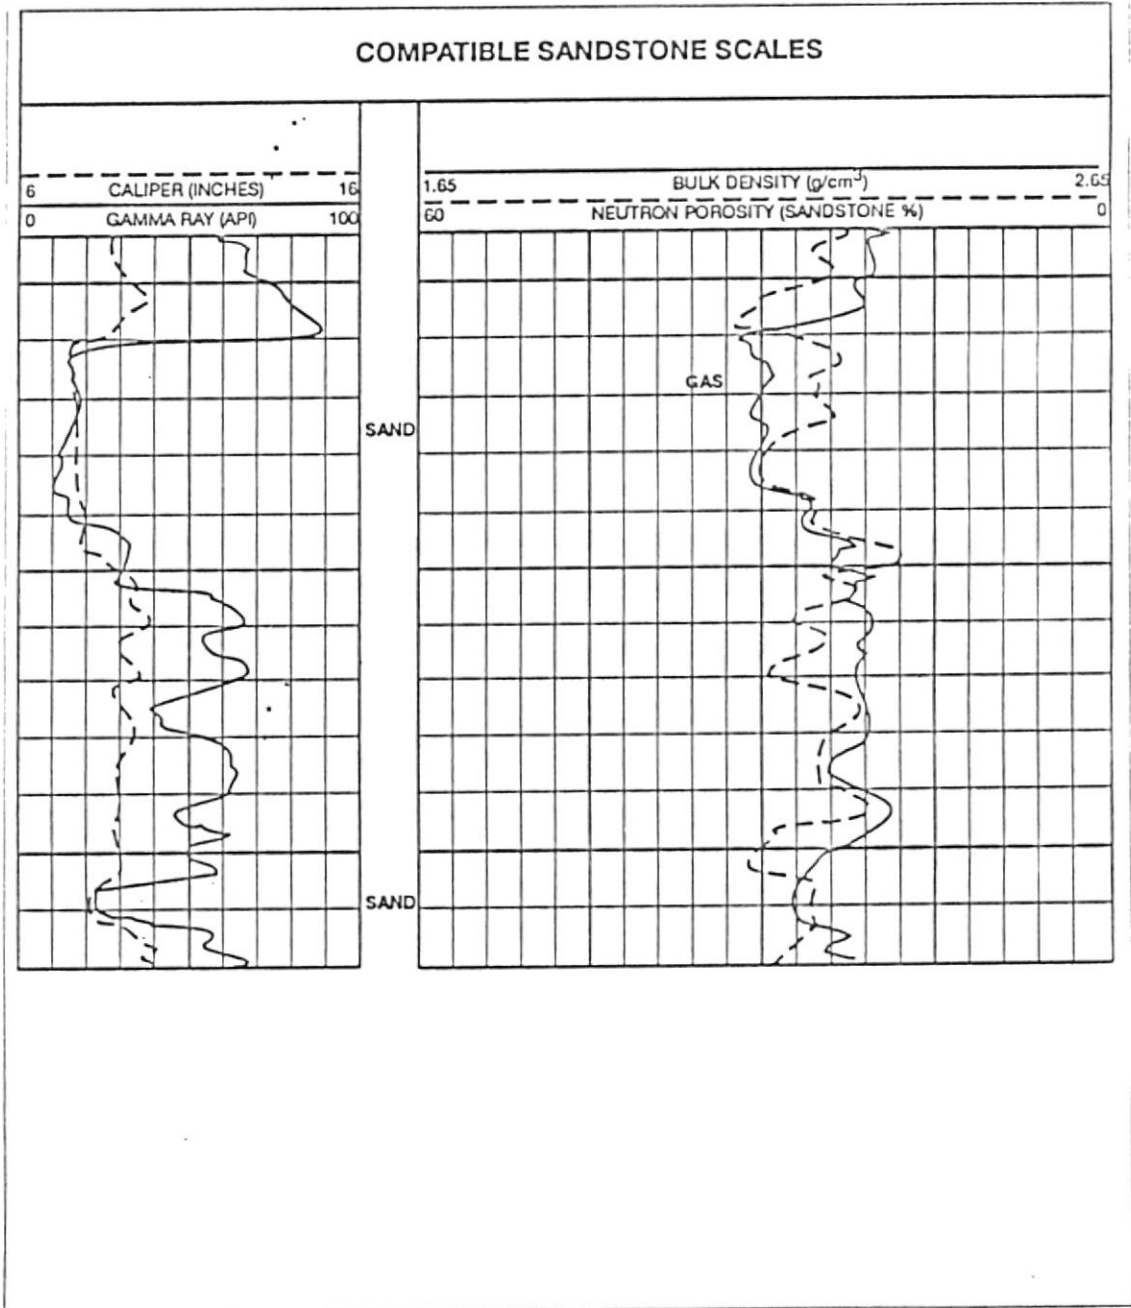 COMPATIBLE SANDSTONE SCALES
6 CALIPER (INCHES) 16
0 GAMMA RAY (API) 100
1.65 BULK DENSITY (g/cm³) 2.65
60 NEUTRON POROSITY (SANDSTONE %) 0
GAS
SAND
SAND